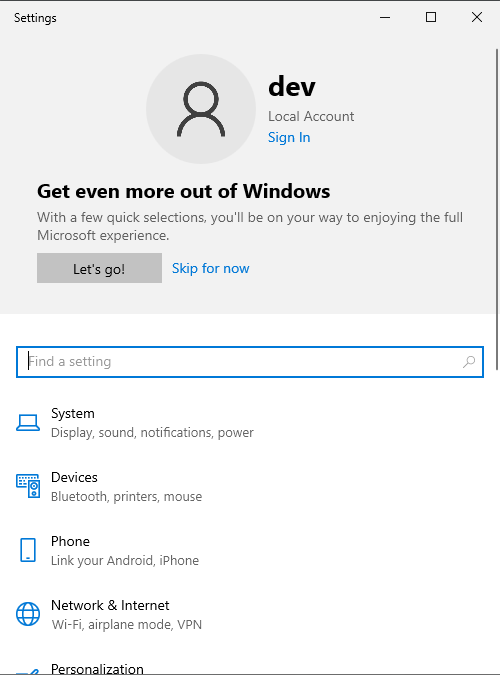 Settings
dev
Local Account
Sign In
Get even more out of Windows
With a few quick selections, you'll be on your way to enjoying the full
Microsoft experience.
Let's go!
Skip for now
Find a setting
System
Display, sound, notifications, power
Devices
Bluetooth, printers, mouse
Phone
Link your Android, iPhone
Network & Internet
Wi-Fi, airplane mode, VPN
Personalization